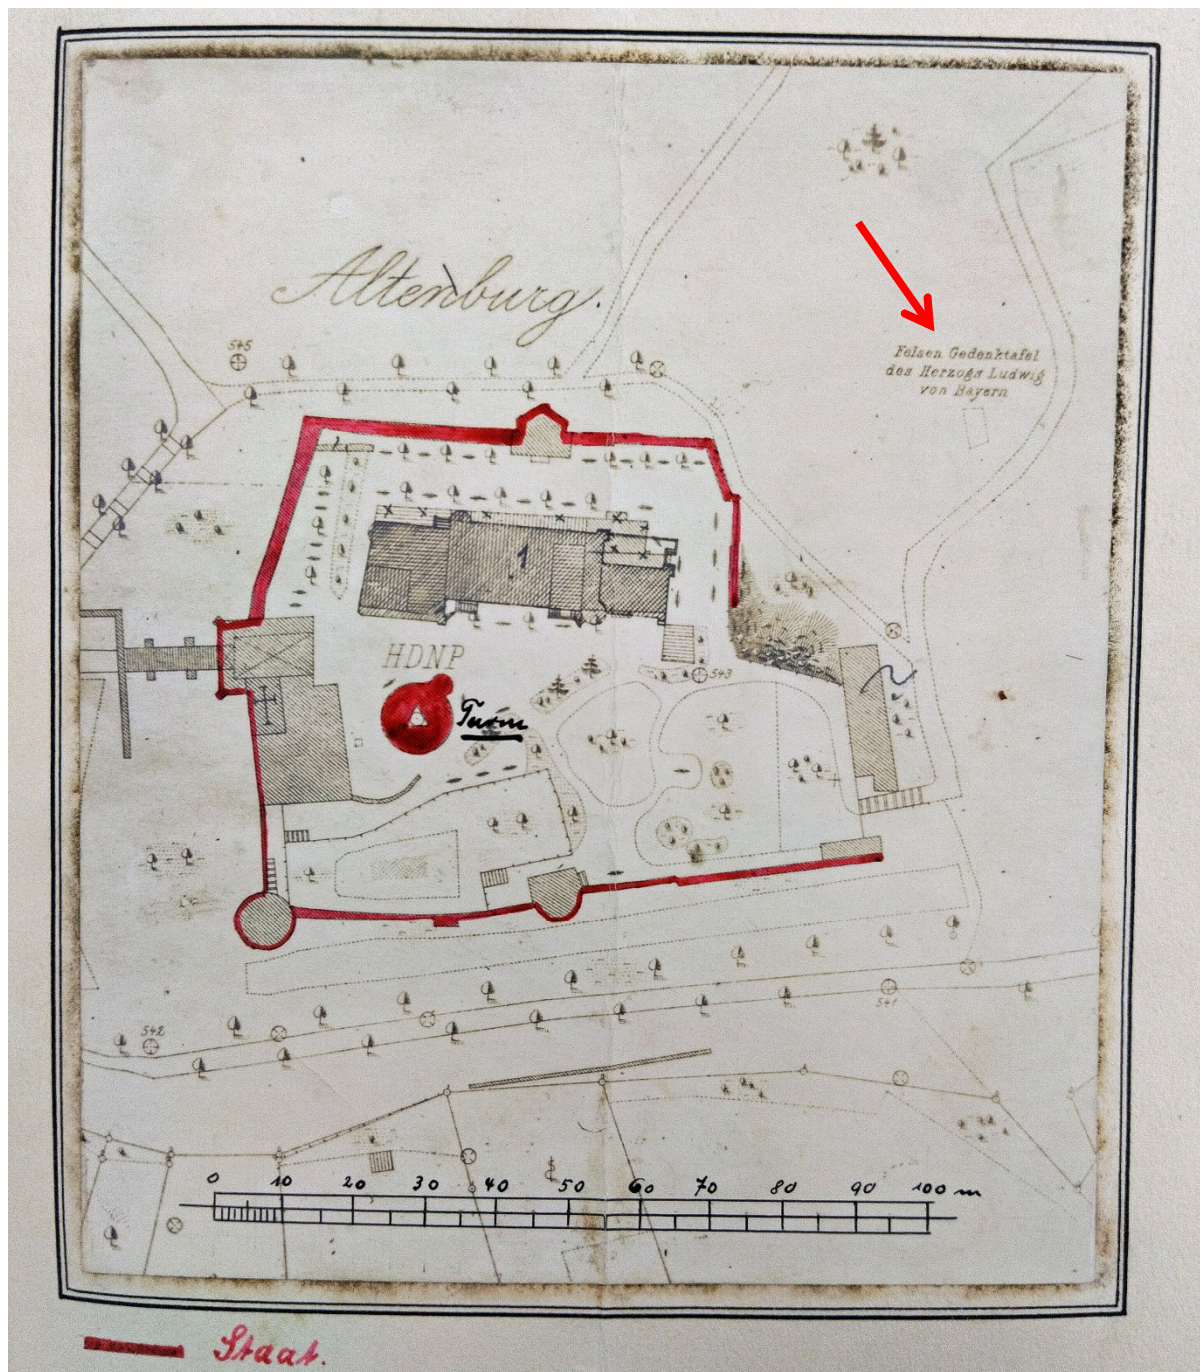 Altenburg.
545
Felsen Gedenktafel
des Herzogs Ludwig
von Bayern
1
HDNP
543
Turm
541
542
0 10 20 30 40 50 60 70 80 90 100 m
Staat.